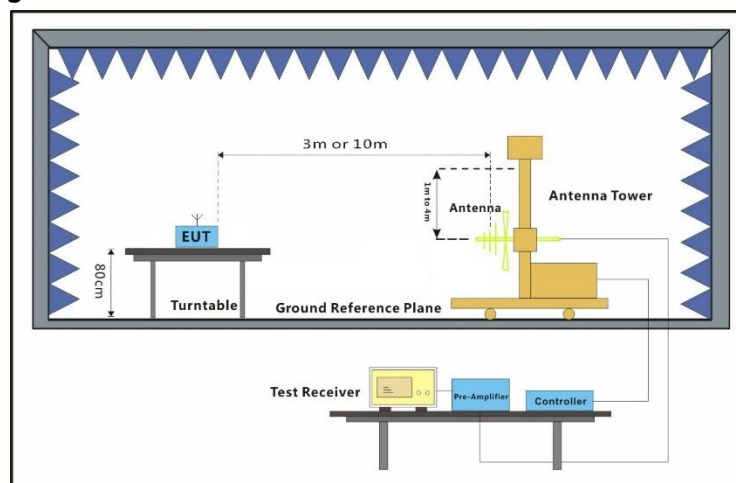 3m or 10m
1m to 4m
Antenna
Antenna Tower
EUT
80cm
Turntable
Ground Reference Plane
Test Receiver
Pre-Amplifier
Controller